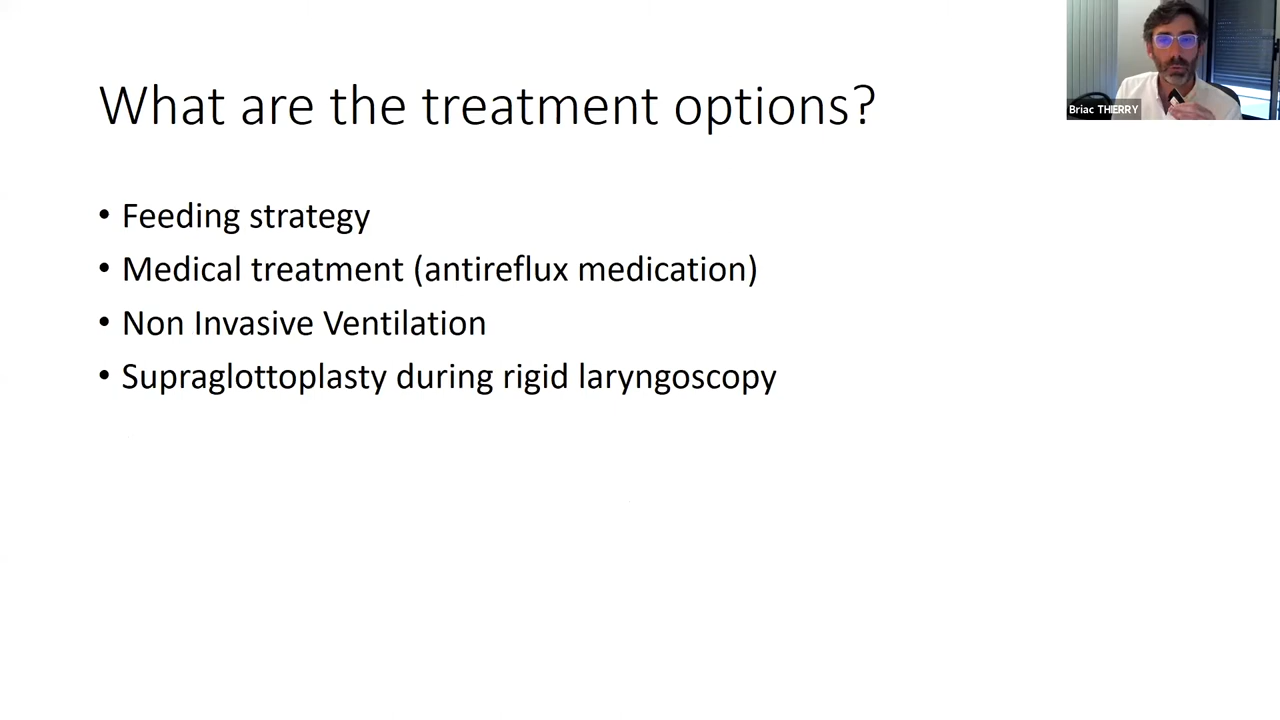 What are the treatment options?
• Feeding strategy
• Medical treatment (antireflux medication)
• Non Invasive Ventilation
• Supraglottoplasty during rigid laryngoscopy
Briac THIERRY